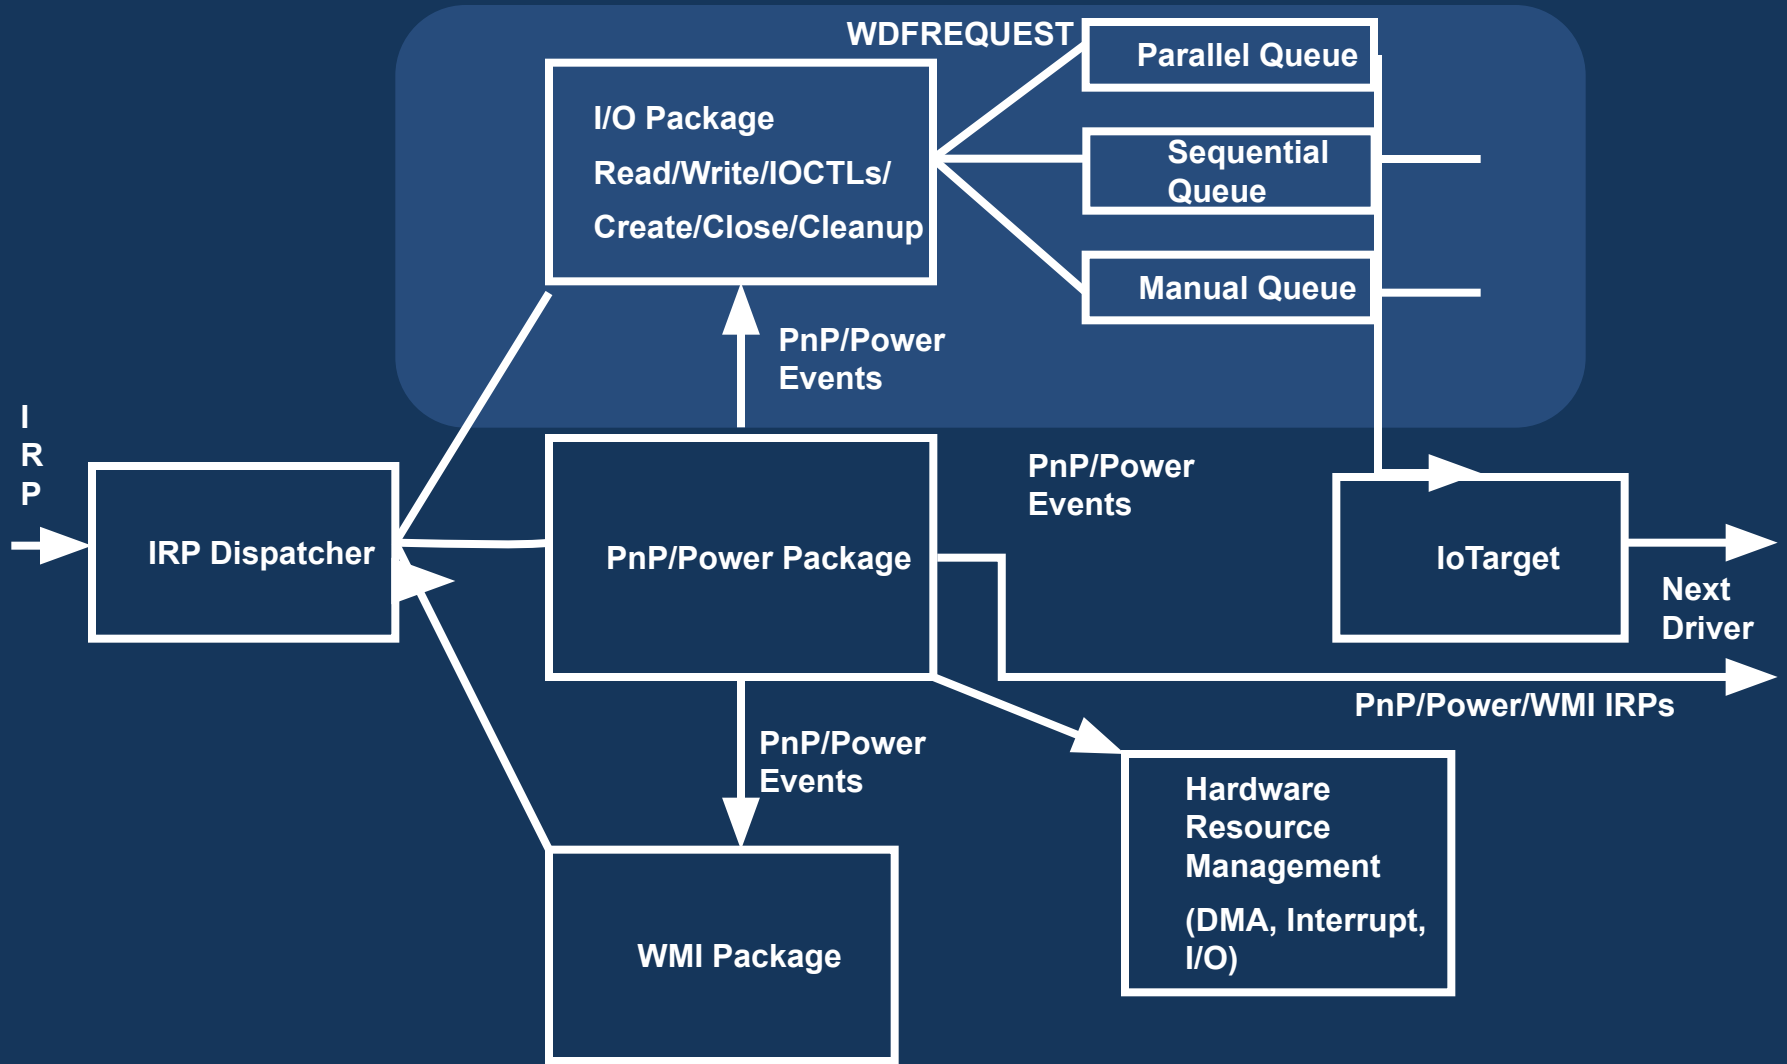 WDFREQUEST
Parallel Queue
I/O Package
Read/Write/IOCTLs/
Create/Close/Cleanup
Sequential
Queue
Manual Queue
PnP/Power
Events
I
R
P
IRP Dispatcher
PnP/Power Package
PnP/Power
Events
IoTarget
Next
Driver
PnP/Power/WMI IRPs
PnP/Power
Events
Hardware
Resource
Management
(DMA, Interrupt,
I/O)
WMI Package